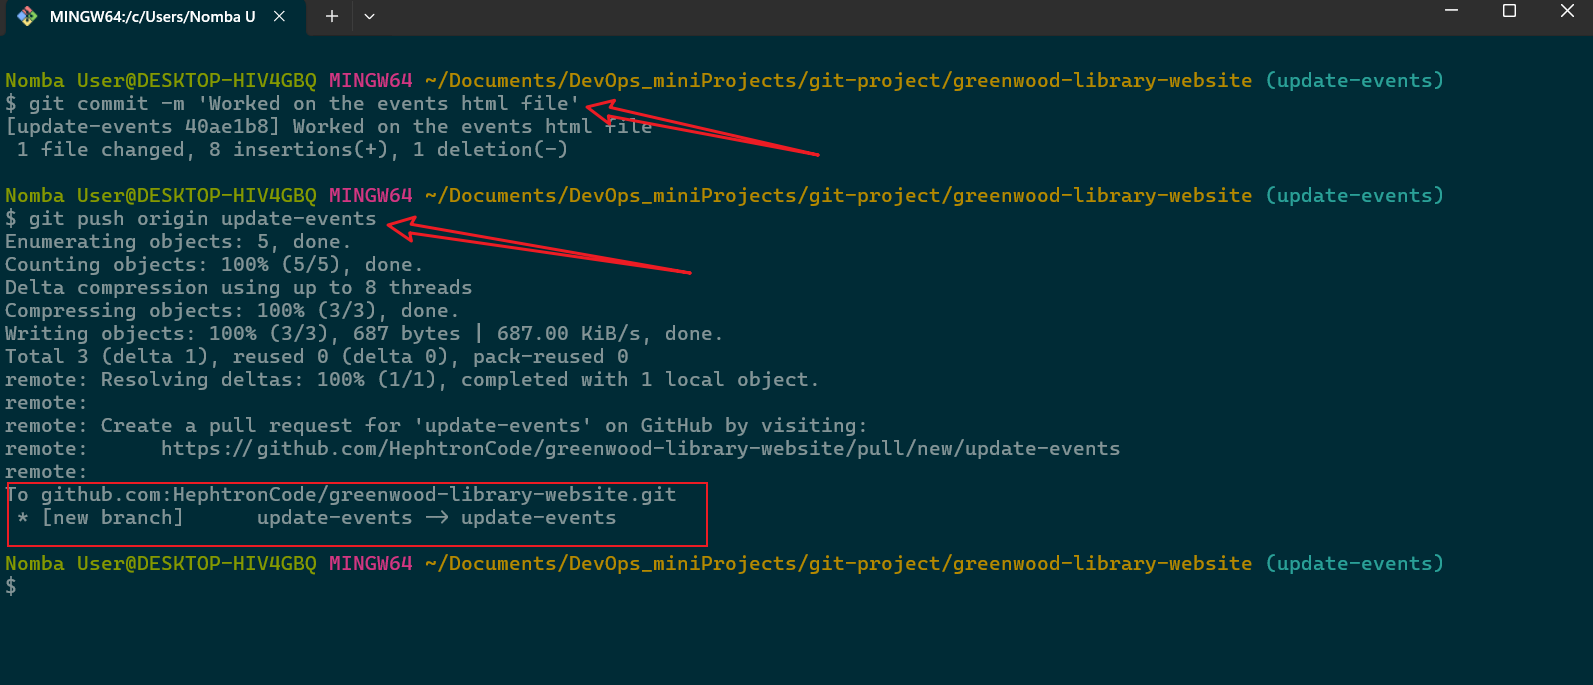 MINGW64:/c/Users/Nomba U
Nomba User@DESKTOP-HIV4GBQ MINGW64 ~/Documents/DevOps_miniProjects/git-project/greenwood-library-website (update-events)
$ git commit -m 'Worked on the events html file'
[update-events 40ae1b8] Worked on the events html file
 1 file changed, 8 insertions(+), 1 deletion(-)
Nomba User@DESKTOP-HIV4GBQ MINGW64 ~/Documents/DevOps_miniProjects/git-project/greenwood-library-website (update-events)
$ git push origin update-events
Enumerating objects: 5, done.
Counting objects: 100% (5/5), done.
Delta compression using up to 8 threads
Compressing objects: 100% (3/3), done.
Writing objects: 100% (3/3), 687 bytes | 687.00 KiB/s, done.
Total 3 (delta 1), reused 0 (delta 0), pack-reused 0
remote: Resolving deltas: 100% (1/1), completed with 1 local object.
remote:
remote: Create a pull request for 'update-events' on GitHub by visiting:
remote:      https://github.com/HephtronCode/greenwood-library-website/pull/new/update-events
remote:
To github.com:HephtronCode/greenwood-library-website.git
 * [new branch]      update-events -> update-events
Nomba User@DESKTOP-HIV4GBQ MINGW64 ~/Documents/DevOps_miniProjects/git-project/greenwood-library-website (update-events)
$